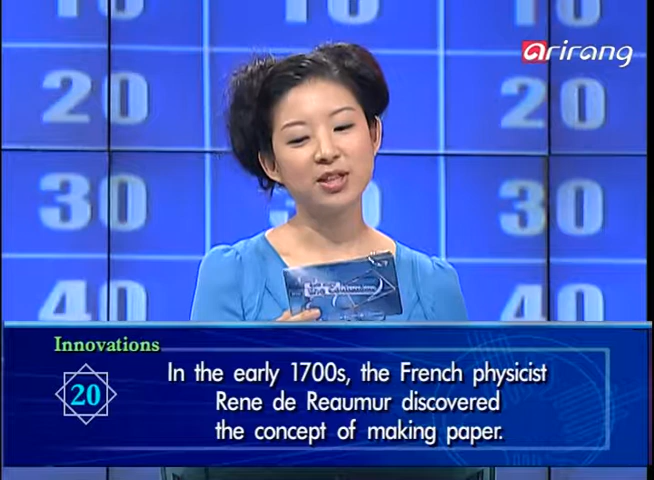 10 10 10 10
arirang
20 20
30 30 30
40 40
Innovations
20
In the early 1700s, the French physicist
Rene de Reaumur discovered
the concept of making paper.